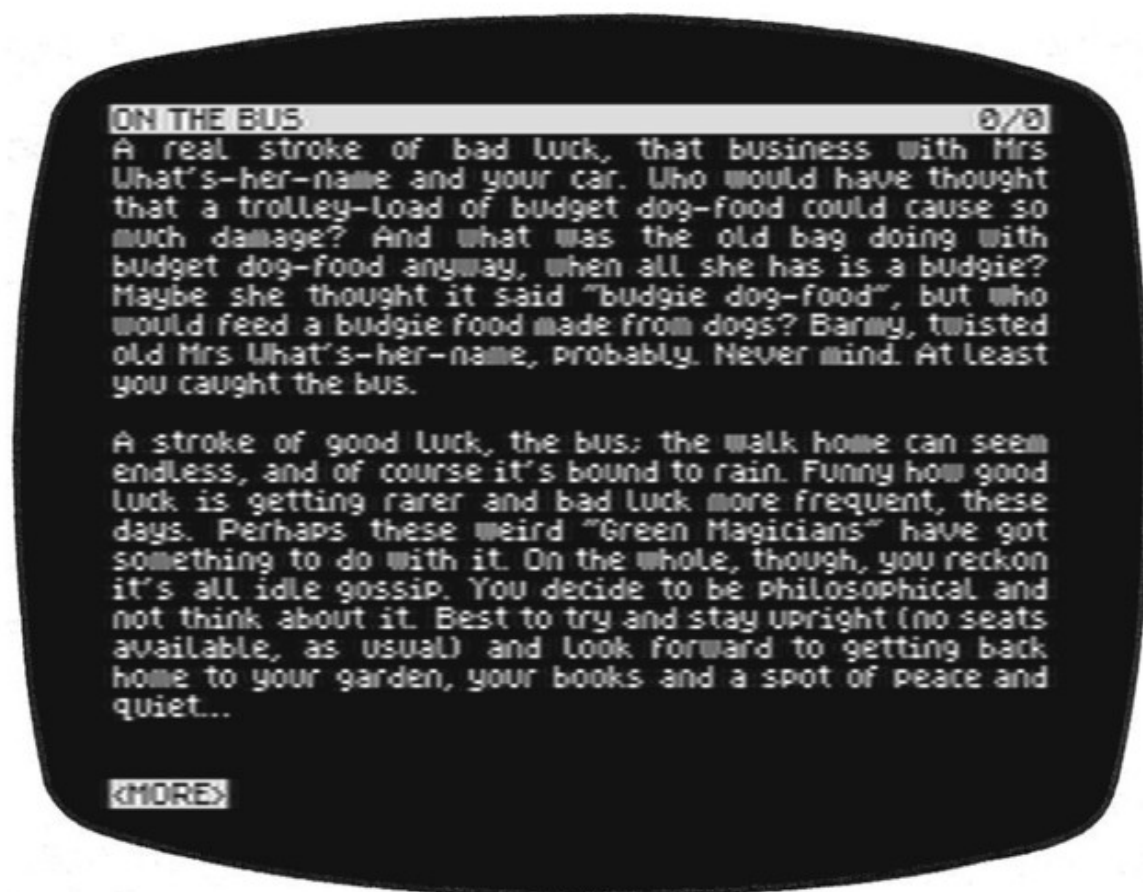 ON THE BUS 0/0
A real stroke of bad luck, that business with Mrs
What's-her-name and your car. Who would have thought
that a trolley-load of budget dog-food could cause so
much damage? And what was the old bag doing with
budget dog-food anyway, when all she has is a budgie?
Maybe she thought it said "budgie dog-food", but who
would feed a budgie food made from dogs? Barmy, twisted
old Mrs What's-her-name, probably. Never mind. At least
you caught the bus.
A stroke of good luck, the bus; the walk home can seem
endless, and of course it's bound to rain. Funny how good
luck is getting rarer and bad luck more frequent, these
days. Perhaps these weird "Green Magicians" have got
something to do with it. On the whole, though, you reckon
it's all idle gossip. You decide to be philosophical and
not think about it. Best to try and stay upright (no seats
available, as usual) and look forward to getting back
home to your garden, your books and a spot of peace and
quiet...
<MORE>